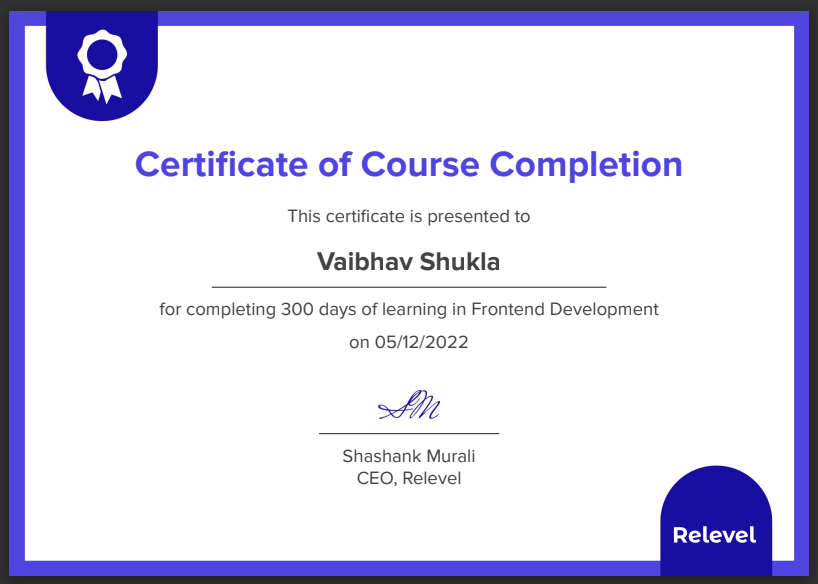 Certificate of Course Completion
This certificate is presented to
Vaibhav Shukla
for completing 300 days of learning in Frontend Development
on 05/12/2022
SM
Shashank Murali
CEO, Relevel
Relevel